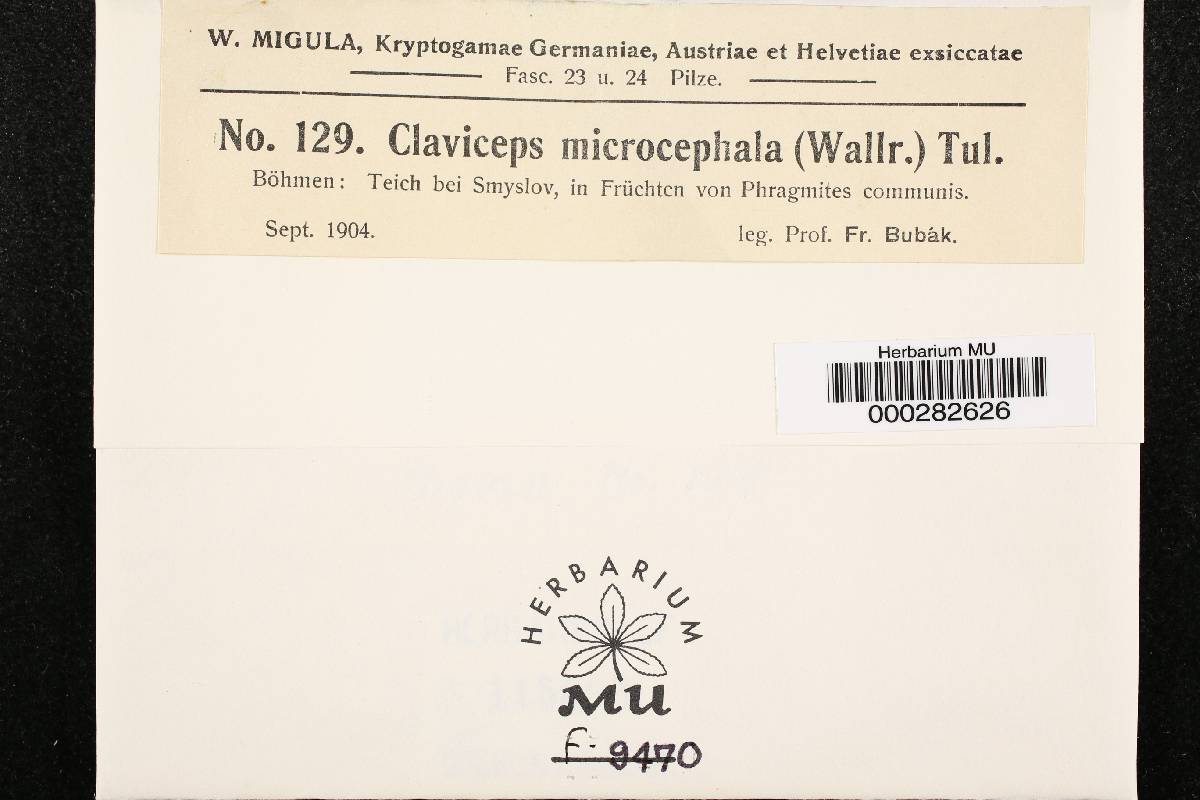 W. MIGULA, Kryptogamae Germaniae, Austriae et Helvetiae exsiccatae
Fasc. 23 u. 24 Pilze.
No. 129. Claviceps microcephala (Wallr.) Tul.
Böhmen: Teich bei Smyslov, in Früchten von Phragmites communis.
Sept. 1904. leg. Prof. Fr. Bubák.
Herbarium MU
000282626
HERBARIUM
MU
F. 9470